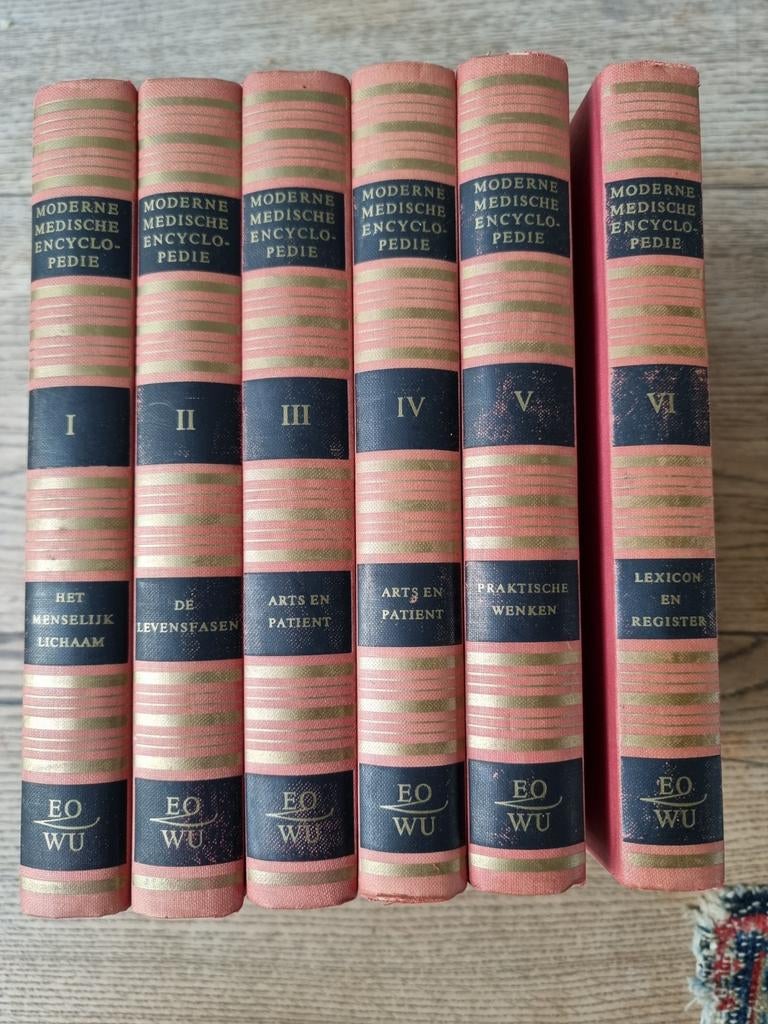 MODERNE
MEDISCHE
ENCYCLO-
PEDIE
I
HET
MENSELIJK
LICHAAM
EO
WU
MODERNE
MEDISCHE
ENCYCLO-
PEDIE
II
DE
LEVENSFASEN
EO
WU
MODERNE
MEDISCHE
ENCYCLO-
PEDIE
III
ARTS EN
PATIENT
EO
WU
MODERNE
MEDISCHE
ENCYCLO-
PEDIE
IV
ARTS EN
PATIENT
EO
WU
MODERNE
MEDISCHE
ENCYCLO-
PEDIE
V
PRAKTISCHE
WENKEN
EO
WU
MODERNE
MEDISCHE
ENCYCLO-
PEDIE
VI
LEXICON
EN
REGISTER
EO
WU